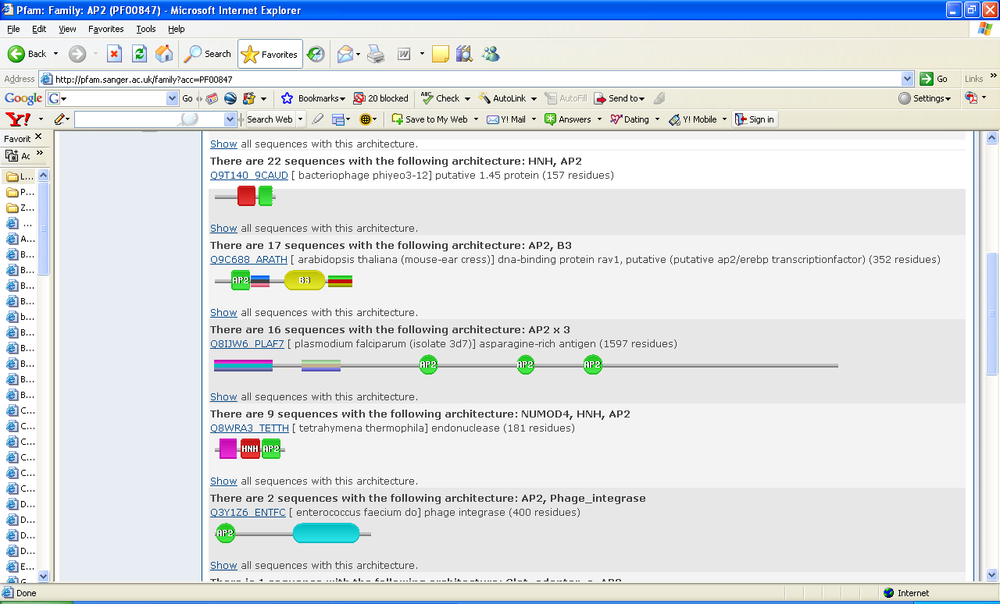 Pfam: Family: AP2 (PF00847) - Microsoft Internet Explorer
File Edit View Favorites Tools Help
Back Search Favorites
Address http://pfam.sanger.ac.uk/family?acc=PF00847 Go Links »
Google G Go Bookmarks 20 blocked ABC Check AutoLink AutoFill Send to Settings
Y! Search Web Save to My Web Y! Mail Answers Dating Y! Mobile Sign in
Favorit
Ac »
L...
P...
Z...
...
A...
B...
B...
B...
B...
b...
B...
B...
B...
B...
B...
C...
C...
C...
C...
C...
C...
D...
D...
D...
D...
E...
Show all sequences with this architecture.
There are 22 sequences with the following architecture: HNH, AP2
Q9T140_9CAUD [ bacteriophage phiyeo3-12] putative 1.45 protein (157 residues)
Show all sequences with this architecture.
There are 17 sequences with the following architecture: AP2, B3
Q9C688_ARATH [ arabidopsis thaliana (mouse-ear cress)] dna-binding protein rav1, putative (putative ap2/erebp transcriptionfactor) (352 residues)
AP2 B3
Show all sequences with this architecture.
There are 16 sequences with the following architecture: AP2 x 3
Q8IJW6_PLAF7 [ plasmodium falciparum (isolate 3d7)] asparagine-rich antigen (1597 residues)
AP2 AP2 AP2
Show all sequences with this architecture.
There are 9 sequences with the following architecture: NUMOD4, HNH, AP2
Q8WRA3_TETTH [ tetrahymena thermophila] endonuclease (181 residues)
HNH AP2
Show all sequences with this architecture.
There are 2 sequences with the following architecture: AP2, Phage_integrase
Q3Y1Z6_ENTFC [ enterococcus faecium do] phage integrase (400 residues)
AP2
Show all sequences with this architecture.
Done Internet